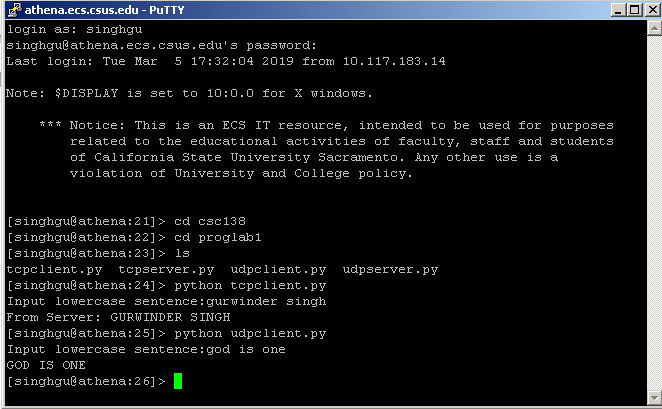 athena.ecs.csus.edu - PuTTY
login as: singhgu
singhgu@athena.ecs.csus.edu's password:
Last login: Tue Mar  5 17:32:04 2019 from 10.117.183.14
Note: $DISPLAY is set to 10:0.0 for X windows.
*** Notice: This is an ECS IT resource, intended to be used for purposes
related to the educational activities of faculty, staff and students
of California State University Sacramento. Any other use is a
violation of University and College policy.
[singhgu@athena:21]> cd csc138
[singhgu@athena:22]> cd proglab1
[singhgu@athena:23]> ls
tcpclient.py  tcpserver.py  udpclient.py  udpserver.py
[singhgu@athena:24]> python tcpclient.py
Input lowercase sentence:gurwinder singh
From Server: GURWINDER SINGH
[singhgu@athena:25]> python udpclient.py
Input lowercase sentence:god is one
GOD IS ONE
[singhgu@athena:26]>